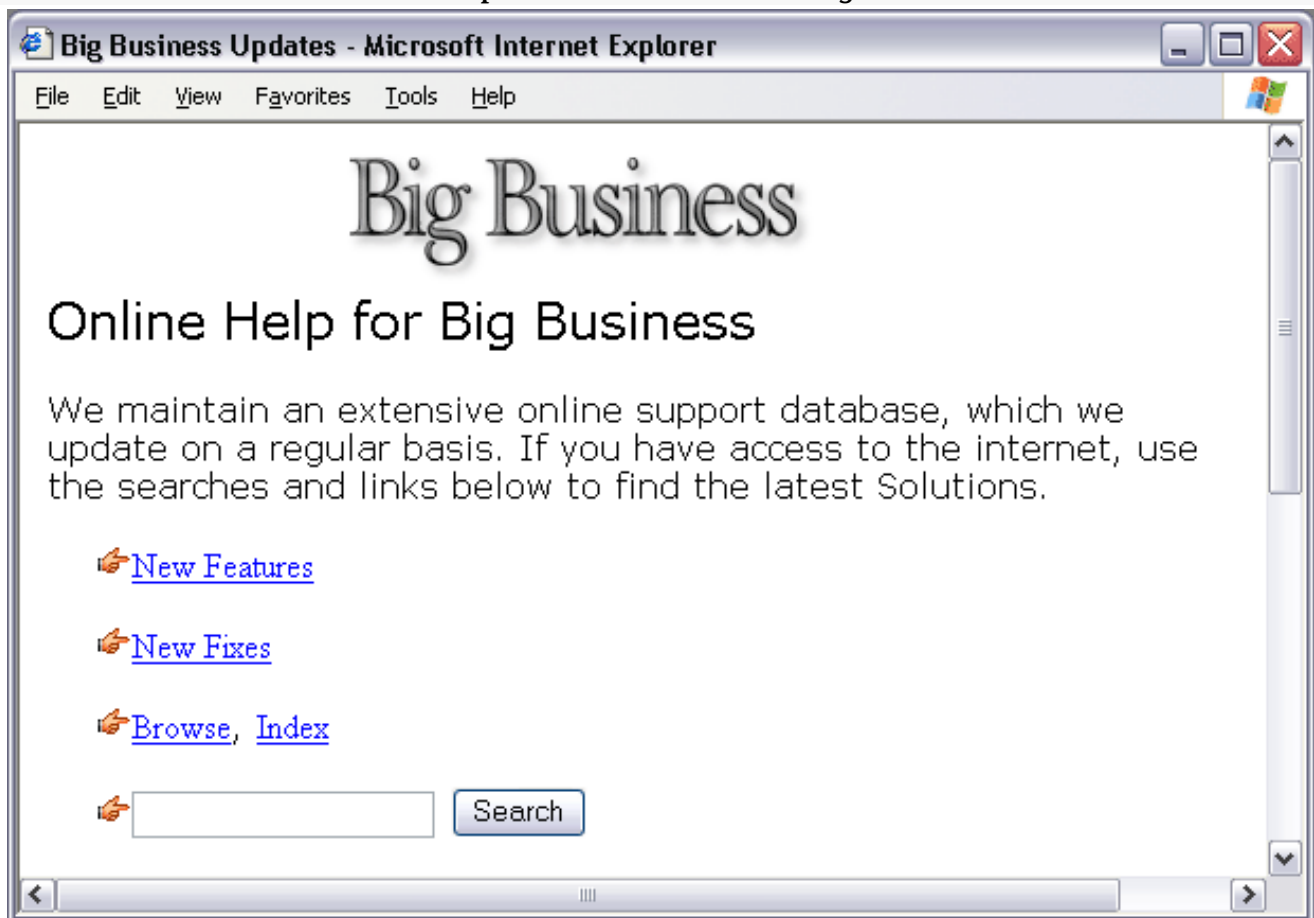 Big Business Updates - Microsoft Internet Explorer
File Edit View Favorites Tools Help
Big Business
Online Help for Big Business
We maintain an extensive online support database, which we
update on a regular basis. If you have access to the internet, use
the searches and links below to find the latest Solutions.
New Features
New Fixes
Browse, Index
Search